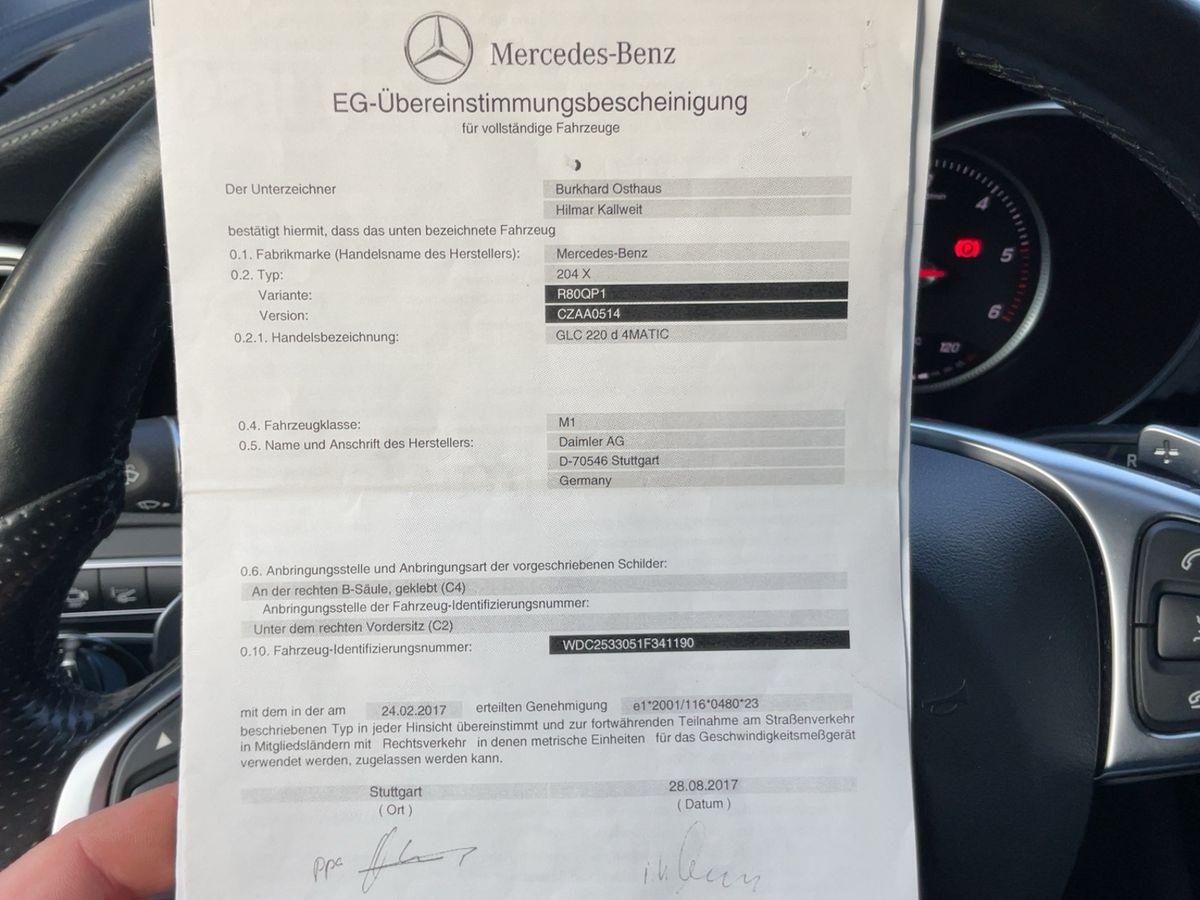 Mercedes-Benz
EG-Übereinstimmungsbescheinigung
für vollständige Fahrzeuge
Der Unterzeichner Burkhard Osthaus
Hilmar Kallweit
bestätigt hiermit, dass das unten bezeichnete Fahrzeug
0.1. Fabrikmarke (Handelsname des Herstellers): Mercedes-Benz
0.2. Typ: 204 X
Variante: R80QP1
Version: CZAA0514
0.2.1. Handelsbezeichnung: GLC 220 d 4MATIC
0.4. Fahrzeugklasse: M1
0.5. Name und Anschrift des Herstellers: Daimler AG
D-70546 Stuttgart
Germany
0.6. Anbringungsstelle und Anbringungsart der vorgeschriebenen Schilder:
An der rechten B-Säule, geklebt (C4)
Anbringungsstelle der Fahrzeug-Identifizierungsnummer:
Unter dem rechten Vordersitz (C2)
0.10. Fahrzeug-Identifizierungsnummer: WDC2533051F341190
mit dem in der am 24.02.2017 erteilten Genehmigung e1*2001/116*0480*23
beschriebenen Typ in jeder Hinsicht übereinstimmt und zur fortwährenden Teilnahme am Straßenverkehr
in Mitgliedsländern mit Rechtsverkehr in denen metrische Einheiten für das Geschwindigkeitsmeßgerät
verwendet werden, zugelassen werden kann.
Stuttgart 28.08.2017
( Ort ) ( Datum )
ppa
4
5
6
120
R